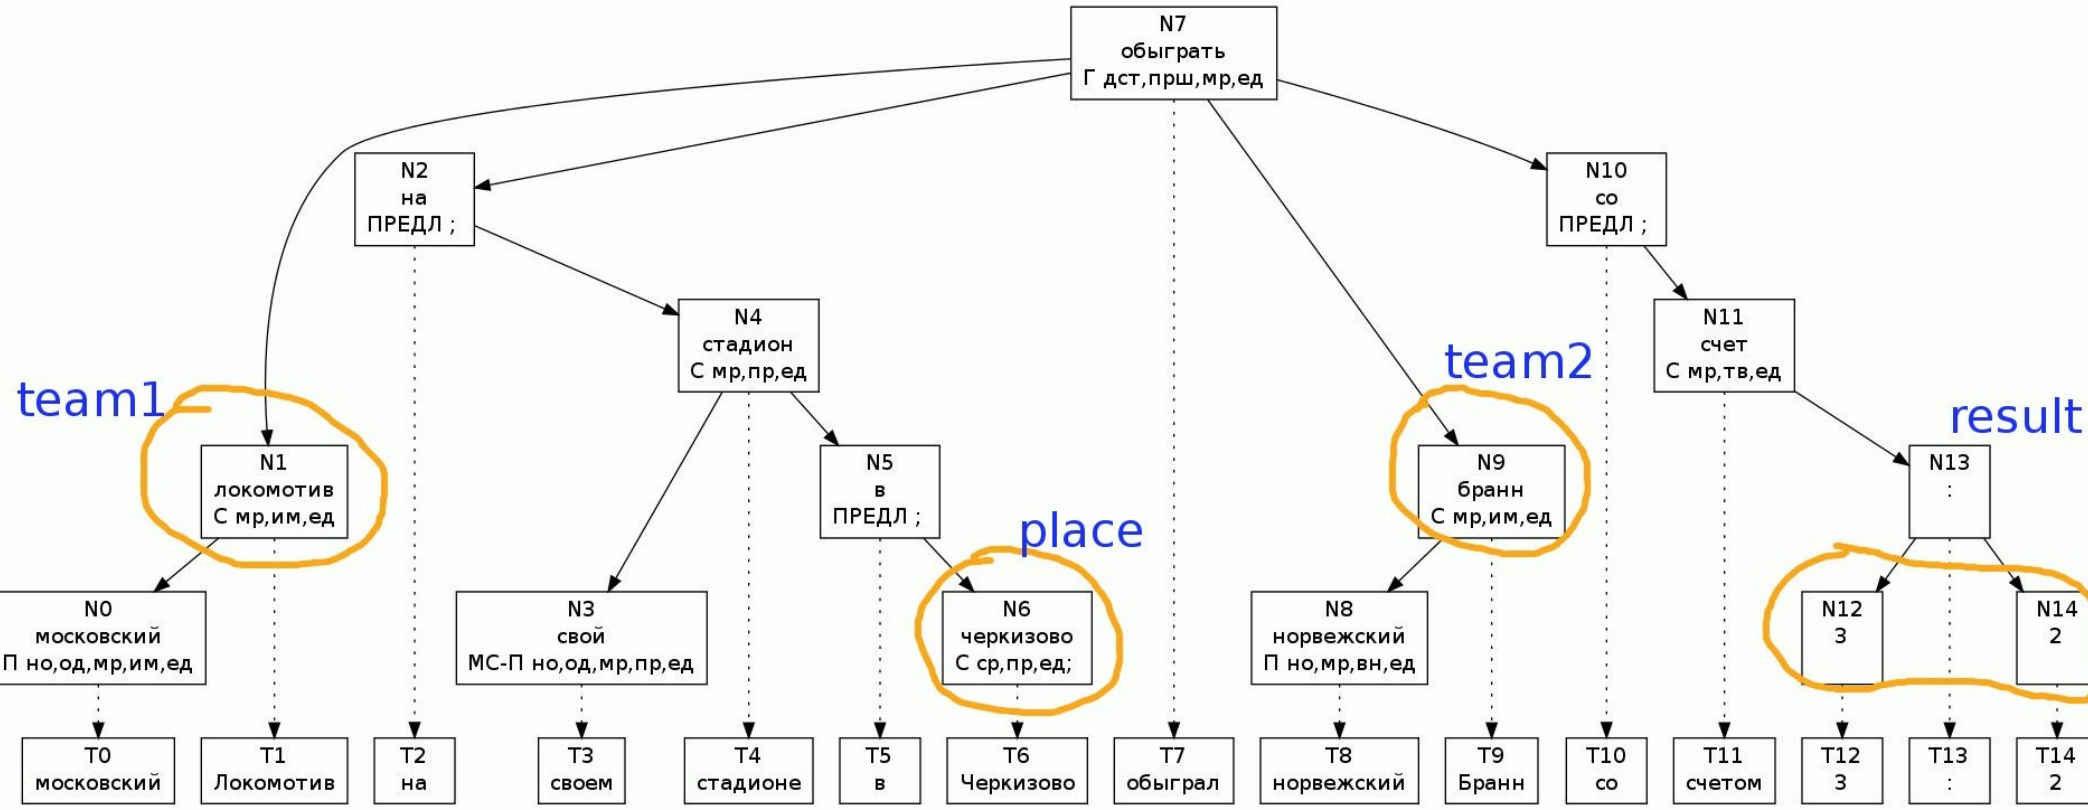 N7
обыграть
Г дст,прш,мр,ед
N2
на
ПРЕДЛ ;
N10
со
ПРЕДЛ ;
N4
стадион
С мр,пр,ед
N11
счет
С мр,тв,ед
team1
team2
result
N1
локомотив
С мр,им,ед
N5
в
ПРЕДЛ ;
N9
бранн
С мр,им,ед
N13
:
place
N0
московский
П но,од,мр,им,ед
N3
свой
МС-П но,од,мр,пр,ед
N6
черкизово
С ср,пр,ед;
N8
норвежский
П но,мр,вн,ед
N12
3
N14
2
T0
московский
T1
Локомотив
T2
на
T3
своем
T4
стадионе
T5
в
T6
Черкизово
T7
обыграл
T8
норвежский
T9
Бранн
T10
со
T11
счетом
T12
3
T13
:
T14
2